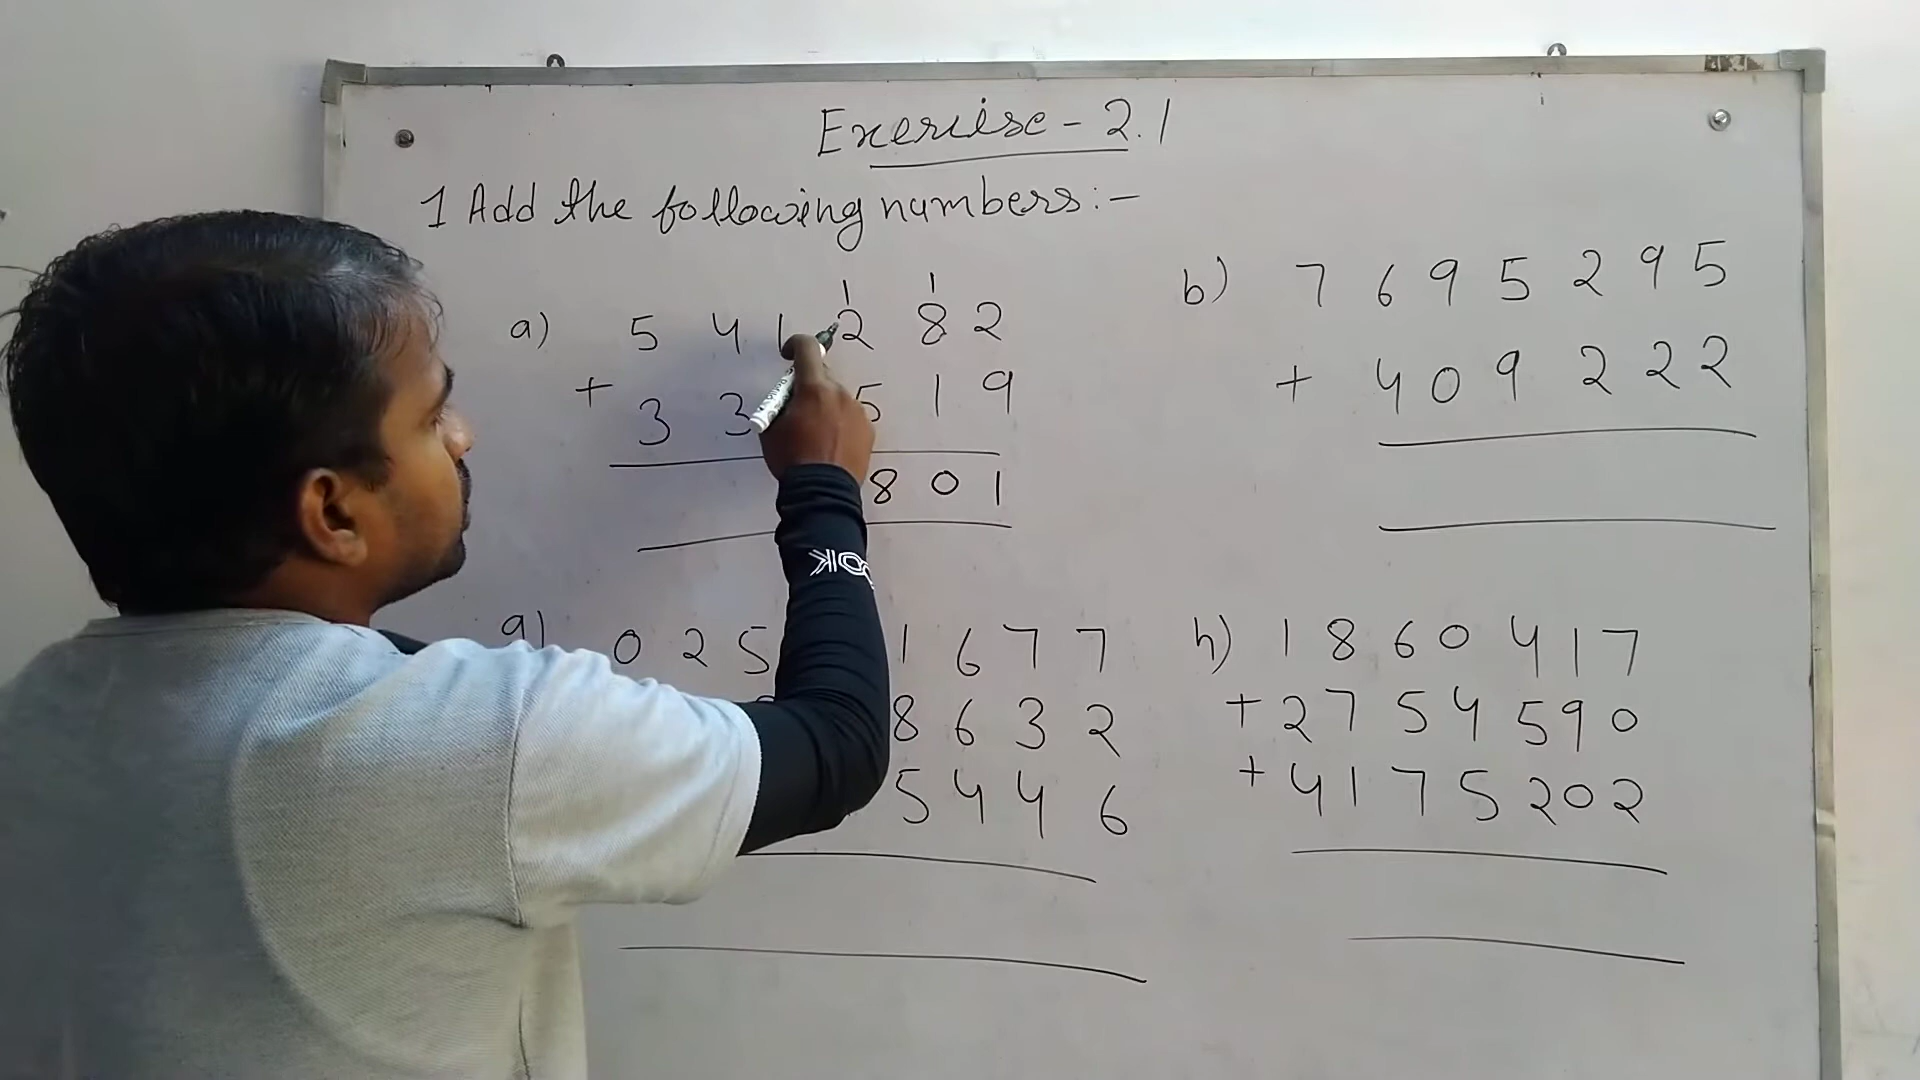 Exercise - 2.1
1 Add the following numbers:-
1 1
a) 5 4 1 2 8 2
+ 3 3 5 1 9
8 0 1
b) 7 6 9 5 2 9 5
+ 4 0 9 2 2 2
g) 0 2 5 1 6 7 7
8 6 3 2
5 4 4 6
h) 1 8 6 0 4 1 7
+ 2 7 5 4 5 9 0
+ 4 1 7 5 2 0 2